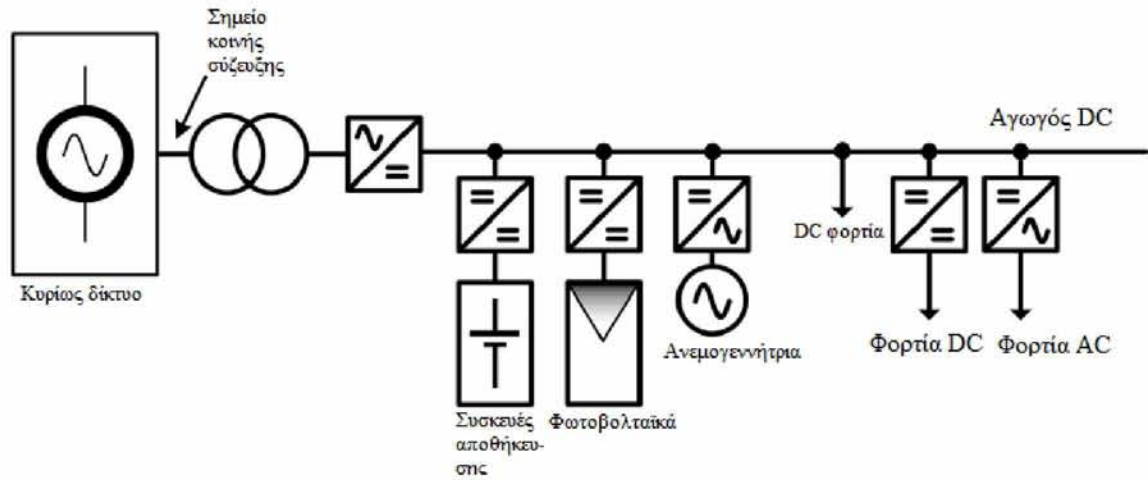 Σημείο
κοινής
σύζευξης
Αγωγός DC
DC φορτία
Κυρίως δίκτυο
Ανεμογεννήτρια
Φορτία DC
Φορτία AC
Συσκευές
αποθήκευ-
σης
Φωτοβολταϊκά